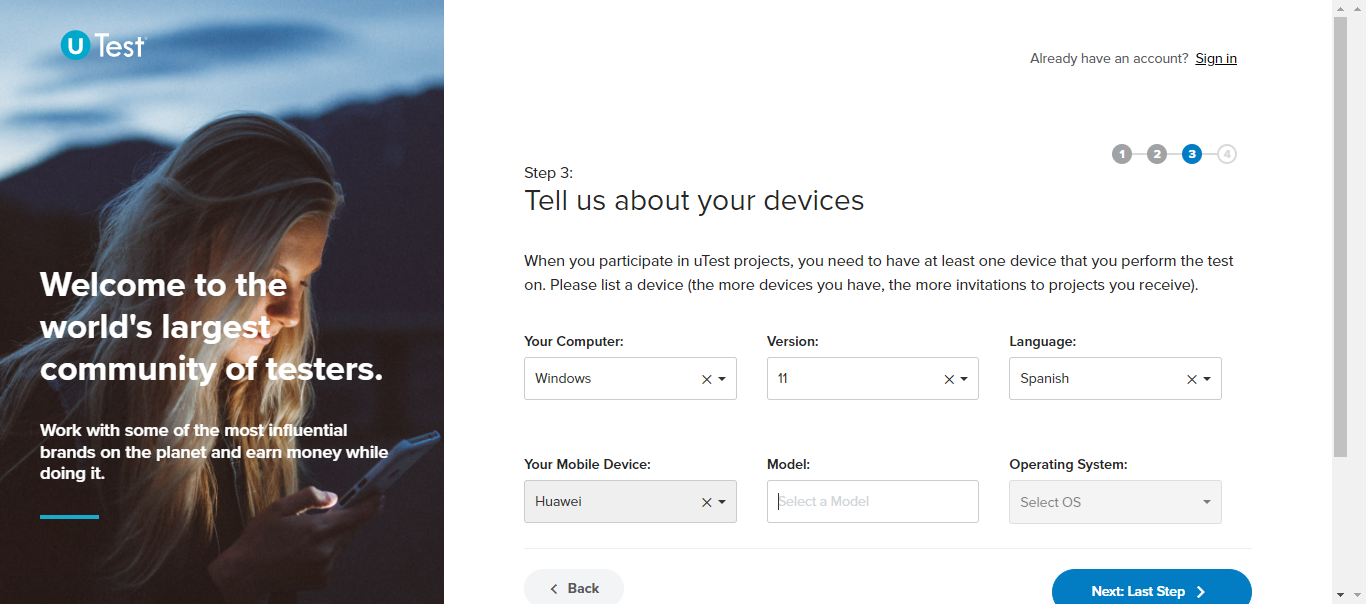 U Test
Already have an account? Sign in
1 2 3 4
Step 3:
Tell us about your devices
When you participate in uTest projects, you need to have at least one device that you perform the test
on. Please list a device (the more devices you have, the more invitations to projects you receive).
Welcome to the
world's largest
community of testers.
Work with some of the most influential
brands on the planet and earn money while
doing it.
Your Computer: Version: Language:
Windows 11 Spanish
Your Mobile Device: Model: Operating System:
Huawei Select a Model Select OS
Back Next: Last Step